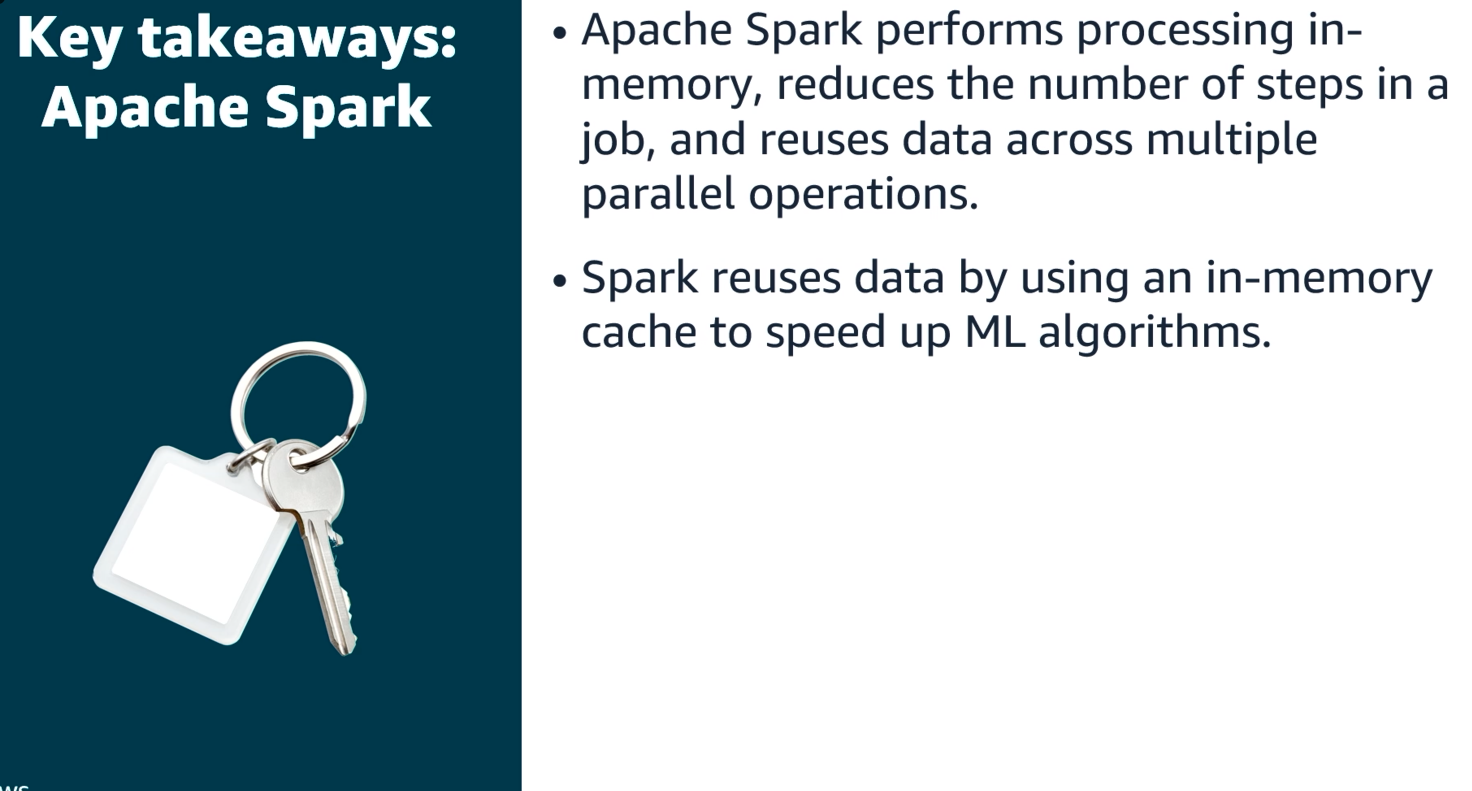 Key takeaways:
Apache Spark
• Apache Spark performs processing in-
memory, reduces the number of steps in a
job, and reuses data across multiple
parallel operations.
• Spark reuses data by using an in-memory
cache to speed up ML algorithms.